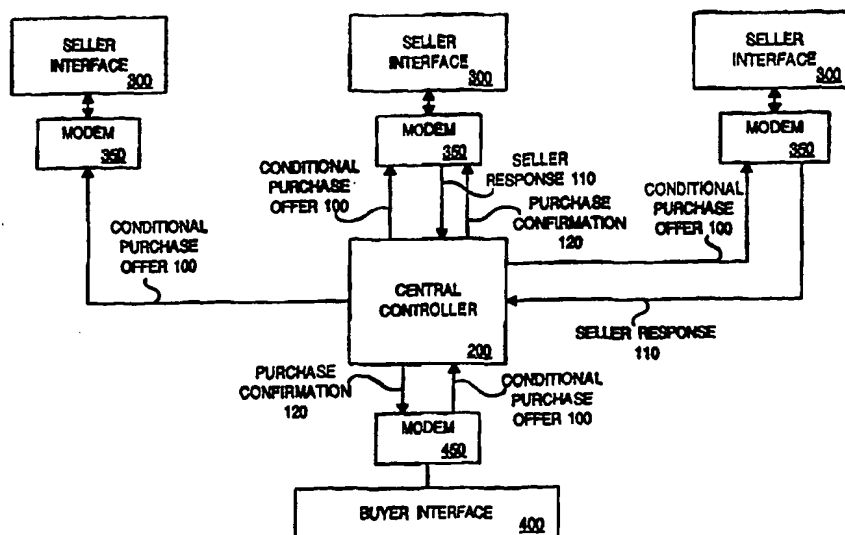 SELLER
INTERFACE 300
SELLER
INTERFACE 300
SELLER
INTERFACE 300
MODEM
350
MODEM
350
MODEM
350
CONDITIONAL
PURCHASE
OFFER 100
SELLER
RESPONSE 110
PURCHASE
CONFIRMATION
120
CONDITIONAL
PURCHASE
OFFER 100
CONDITIONAL
PURCHASE
OFFER 100
CENTRAL
CONTROLLER
200
SELLER RESPONSE
110
PURCHASE
CONFIRMATION
120
CONDITIONAL
PURCHASE
OFFER 100
MODEM
450
BUYER INTERFACE 400